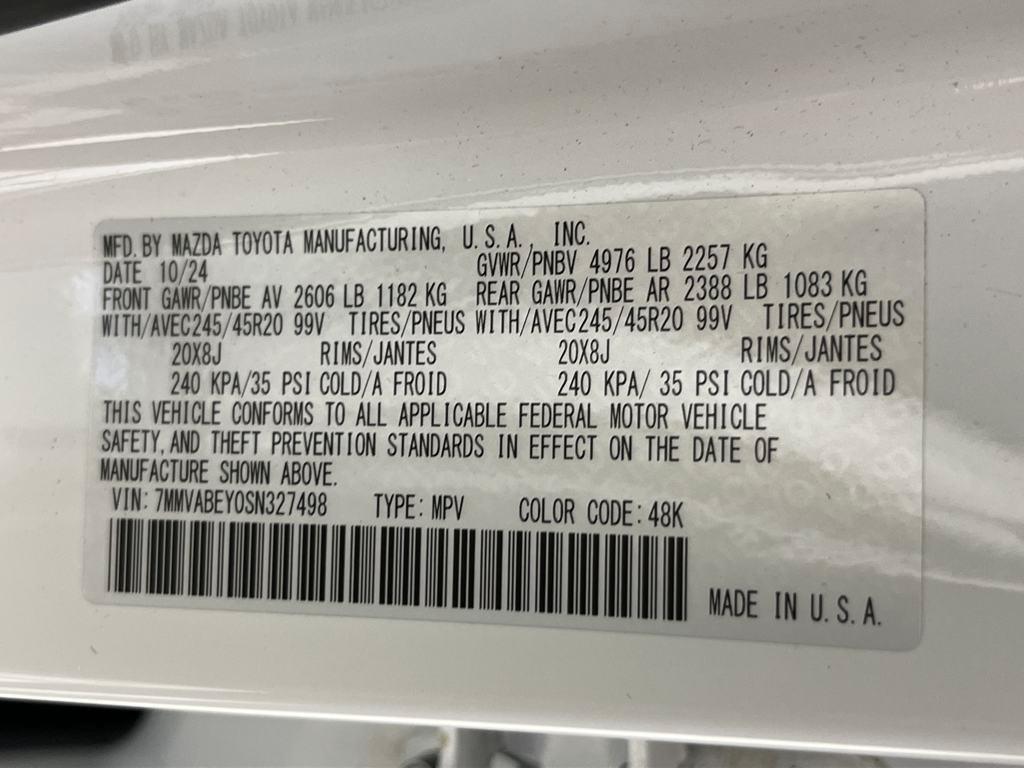 MFD. BY MAZDA TOYOTA MANUFACTURING, U.S.A., INC.
DATE 10/24 GVWR/PNBV 4976 LB 2257 KG
FRONT GAWR/PNBE AV 2606 LB 1182 KG REAR GAWR/PNBE AR 2388 LB 1083 KG
WITH/AVEC245/45R20 99V TIRES/PNEUS WITH/AVEC245/45R20 99V TIRES/PNEUS
20X8J RIMS/JANTES 20X8J RIMS/JANTES
240 KPA/35 PSI COLD/A FROID 240 KPA/ 35 PSI COLD/A FROID
THIS VEHICLE CONFORMS TO ALL APPLICABLE FEDERAL MOTOR VEHICLE
SAFETY, AND THEFT PREVENTION STANDARDS IN EFFECT ON THE DATE OF
MANUFACTURE SHOWN ABOVE.
VIN: 7MMVABEY0SN327498 TYPE: MPV COLOR CODE: 48K
MADE IN U.S.A.